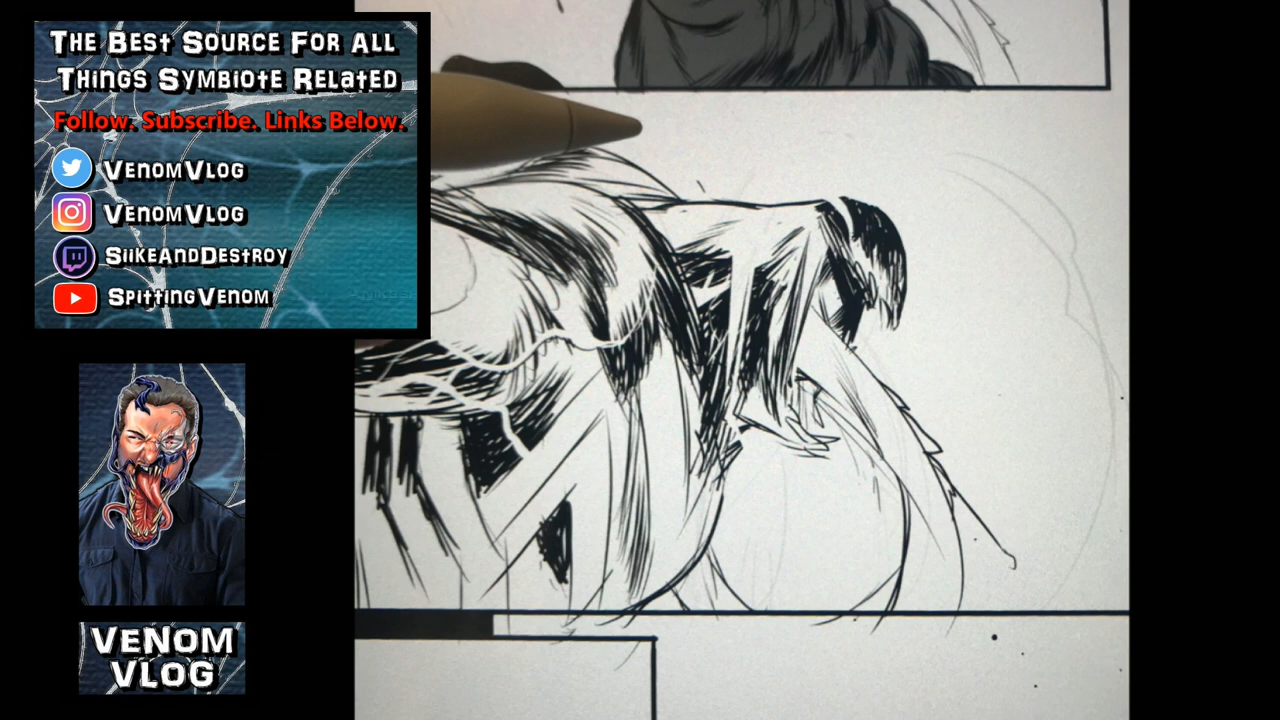 The Best Source For All
Things Symbiote Related
Follow. Subscribe. Links Below.
VenomVlog
VenomVlog
SiikeAndDestroy
SpittingVenom
Venom
Vlog